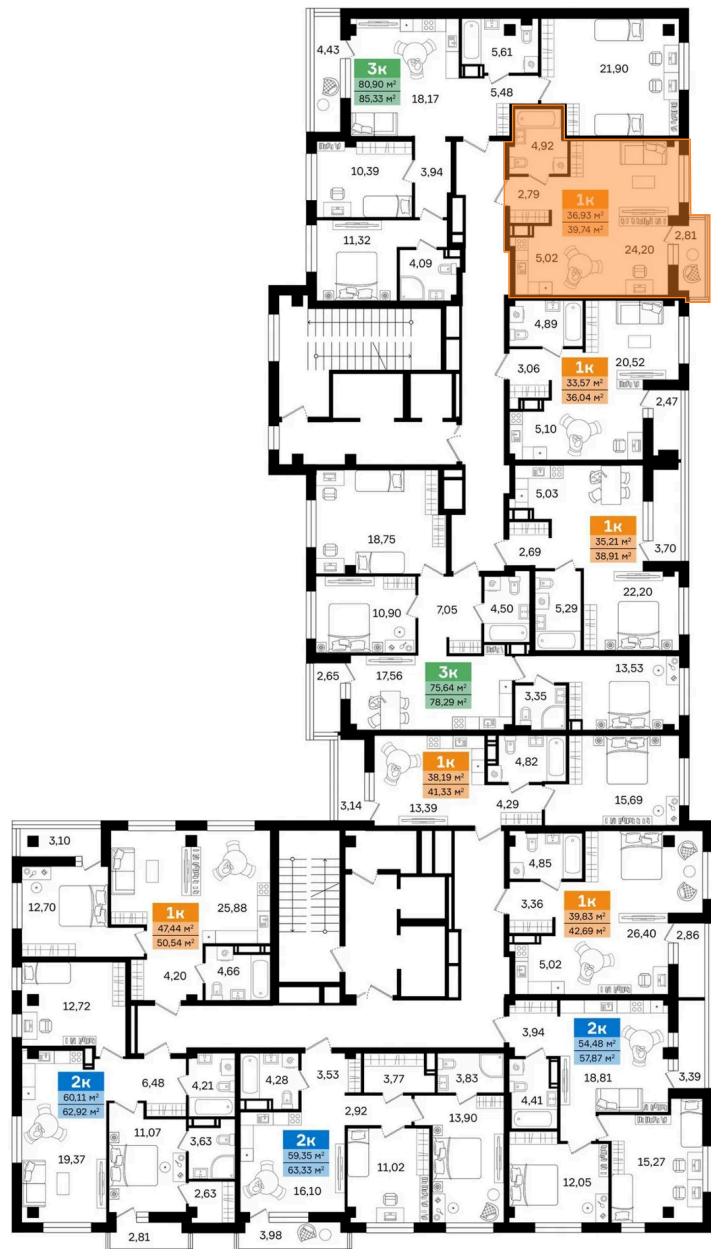 4,43
3к
80,90 м²
85,33 м²
18,17
5,61
5,48
21,90
10,39
3,94
11,32
4,09
4,92
2,79
1к
36,93 м²
39,74 м²
5,02
24,20
2,81
4,89
3,06
1к
33,57 м²
36,04 м²
20,52
2,47
5,10
5,03
1к
35,21 м²
38,91 м²
3,70
2,69
5,29
22,20
18,75
10,90
7,05
4,50
2,65
17,56
3к
75,64 м²
78,29 м²
3,35
13,53
3,14
1к
38,19 м²
41,33 м²
13,39
4,82
4,29
15,69
3,10
12,70
1к
47,44 м²
50,54 м²
25,88
4,20
4,66
4,85
3,36
1к
39,83 м²
42,69 м²
26,40
2,86
5,02
12,72
2к
60,11 м²
62,92 м²
6,48
4,21
19,37
11,07
3,63
2,63
2,81
4,28
3,53
3,77
3,83
2,92
2к
59,35 м²
63,33 м²
16,10
11,02
13,90
3,98
3,94
2к
54,48 м²
57,87 м²
18,81
3,39
4,41
12,05
15,27